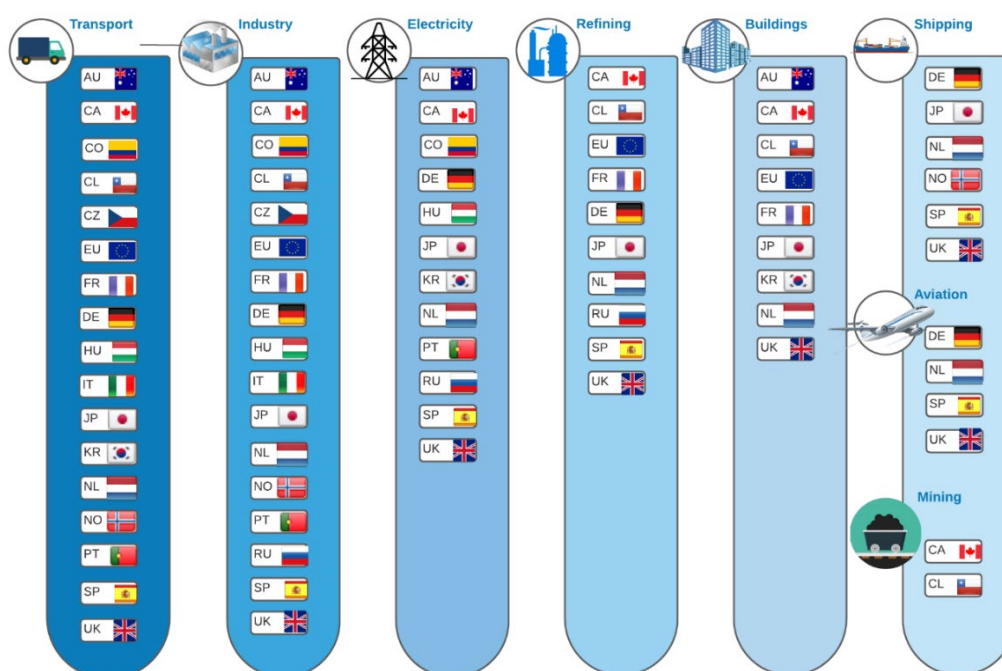 Transport
AU
CA
CO
CL
CZ
EU
FR
DE
HU
IT
JP
KR
NL
NO
PT
SP
UK
Industry
AU
CA
CO
CL
CZ
EU
FR
DE
HU
IT
JP
NL
NO
PT
RU
SP
UK
Electricity
AU
CA
CO
DE
HU
JP
KR
NL
PT
RU
SP
UK
Refining
CA
CL
EU
FR
DE
JP
NL
RU
SP
UK
Buildings
AU
CA
CL
EU
FR
JP
KR
NL
UK
Shipping
DE
JP
NL
NO
SP
UK
Aviation
DE
NL
SP
UK
Mining
CA
CL